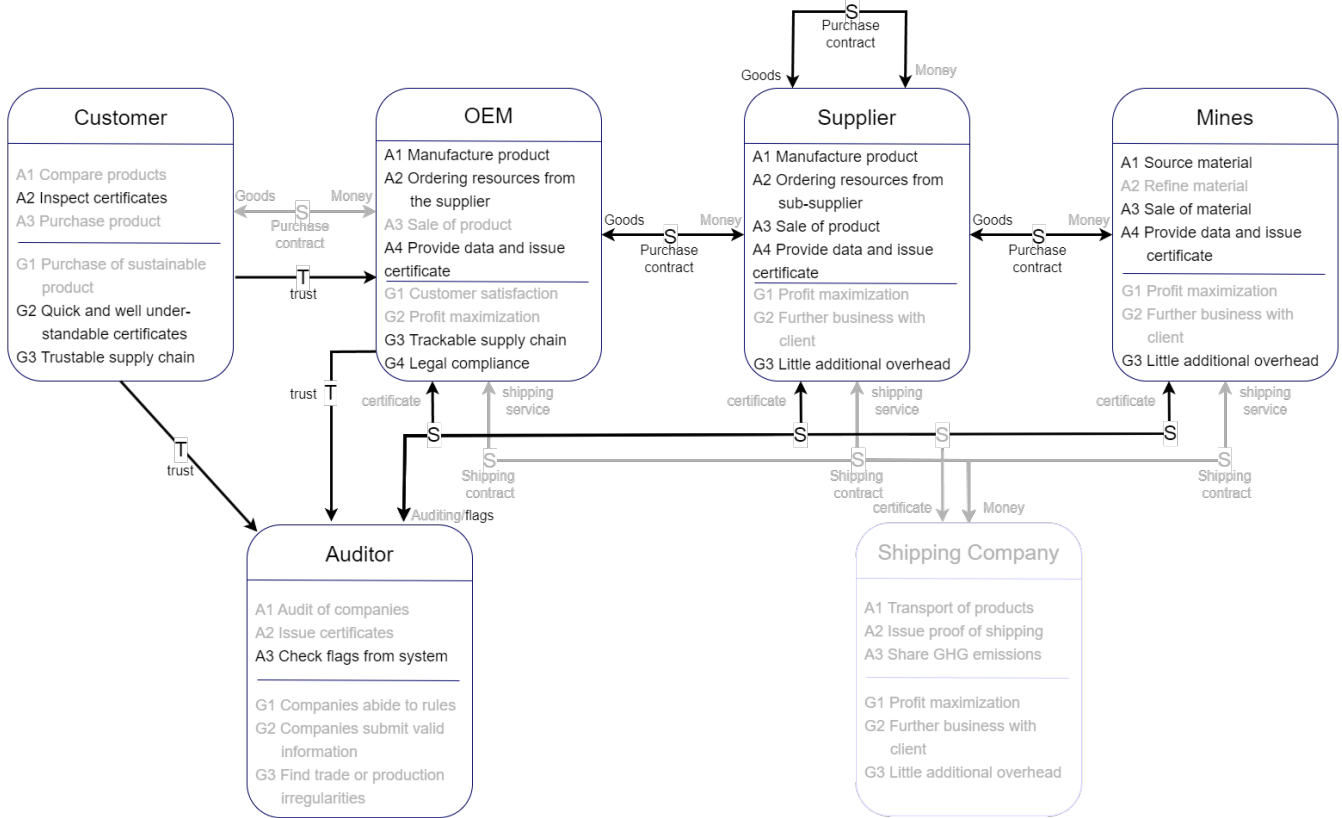 S
Purchase
contract
Goods
Money
Customer
A1 Compare products
A2 Inspect certificates
A3 Purchase product
G1 Purchase of sustainable
product
G2 Quick and well under-
standable certificates
G3 Trustable supply chain
Goods
Money
S
Purchase
contract
T
trust
OEM
A1 Manufacture product
A2 Ordering resources from
the supplier
A3 Sale of product
A4 Provide data and issue
certificate
G1 Customer satisfaction
G2 Profit maximization
G3 Trackable supply chain
G4 Legal compliance
Goods
Money
S
Purchase
contract
Supplier
A1 Manufacture product
A2 Ordering resources from
sub-supplier
A3 Sale of product
A4 Provide data and issue
certificate
G1 Profit maximization
G2 Further business with
client
G3 Little additional overhead
Goods
Money
S
Purchase
contract
Mines
A1 Source material
A2 Refine material
A3 Sale of material
A4 Provide data and issue
certificate
G1 Profit maximization
G2 Further business with
client
G3 Little additional overhead
T
trust
trust
T
certificate
shipping
service
certificate
shipping
service
certificate
shipping
service
S
S
S
S
S
Shipping
contract
S
Shipping
contract
S
Shipping
contract
Auditing/flags
certificate
Money
Auditor
A1 Audit of companies
A2 Issue certificates
A3 Check flags from system
G1 Companies abide to rules
G2 Companies submit valid
information
G3 Find trade or production
irregularities
Shipping Company
A1 Transport of products
A2 Issue proof of shipping
A3 Share GHG emissions
G1 Profit maximization
G2 Further business with
client
G3 Little additional overhead